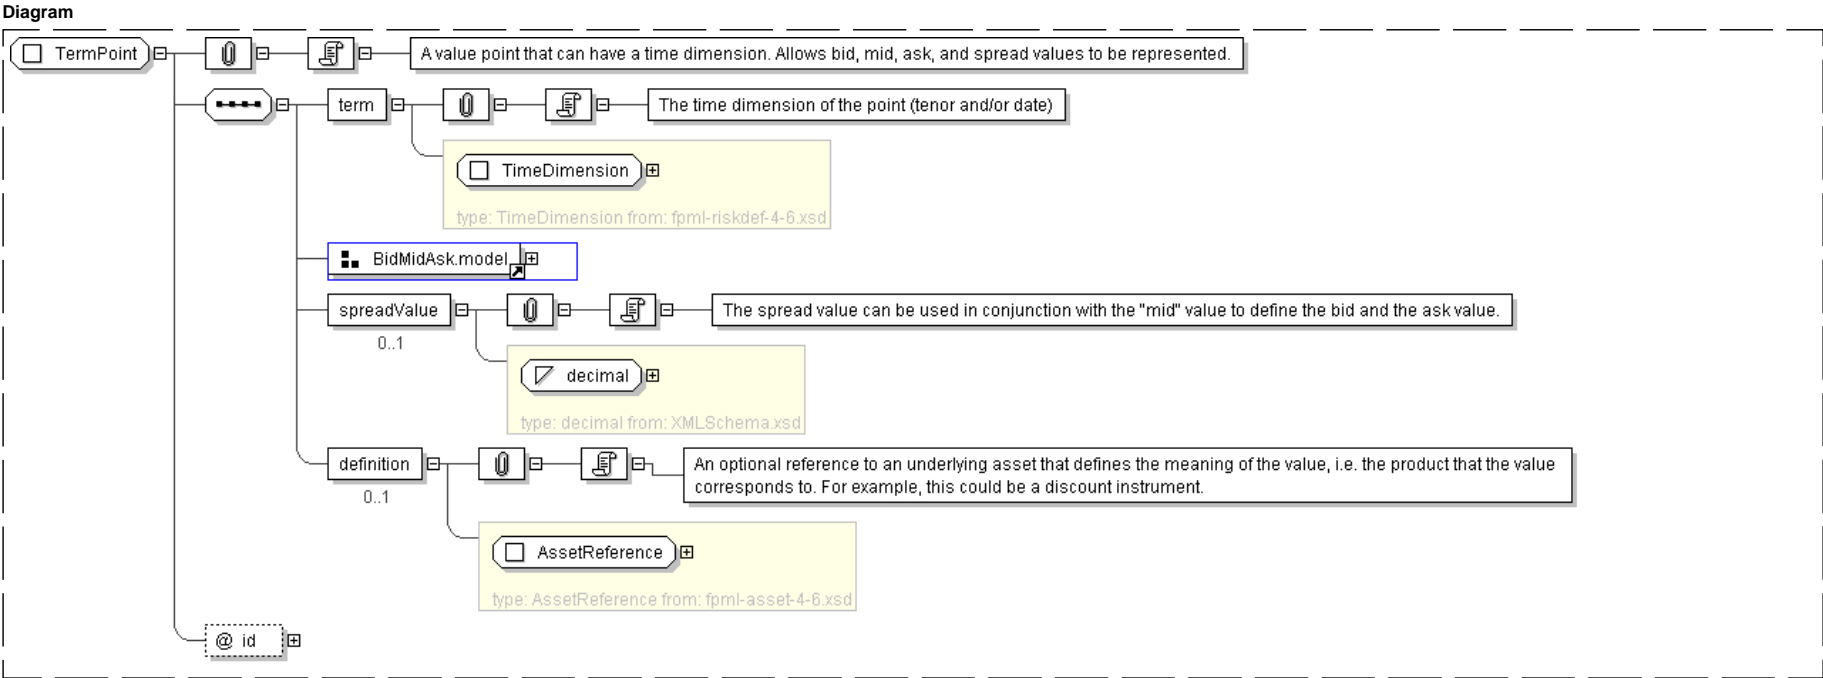 Diagram
TermPoint
A value point that can have a time dimension. Allows bid, mid, ask, and spread values to be represented.
term
The time dimension of the point (tenor and/or date)
TimeDimension
type: TimeDimension from: fpml-riskdef-4-6.xsd
BidMidAsk.model
spreadValue
The spread value can be used in conjunction with the "mid" value to define the bid and the ask value.
0..1
decimal
type: decimal from: XMLSchema.xsd
definition
An optional reference to an underlying asset that defines the meaning of the value, i.e. the product that the value
corresponds to. For example, this could be a discount instrument.
0..1
AssetReference
type: AssetReference from: fpml-asset-4-6.xsd
@ id